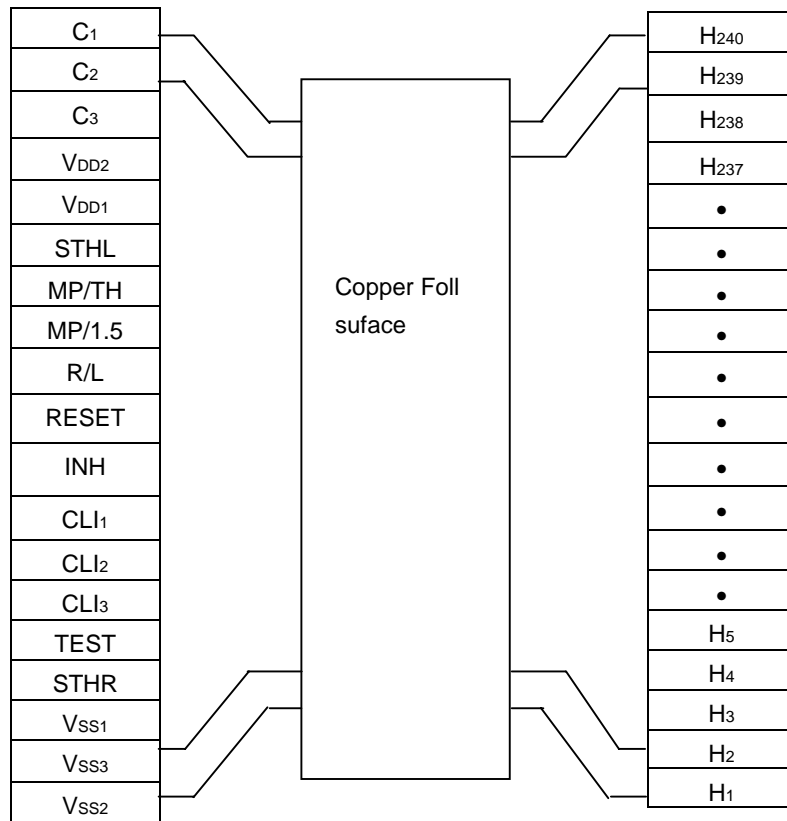 C1
C2
C3
VDD2
VDD1
STHL
MP/TH
MP/1.5
R/L
RESET
INH
CLI1
CLI2
CLI3
TEST
STHR
VSS1
VSS3
VSS2
Copper Foll
suface
H240
H239
H238
H237
•
•
•
•
•
•
•
•
•
•
H5
H4
H3
H2
H1